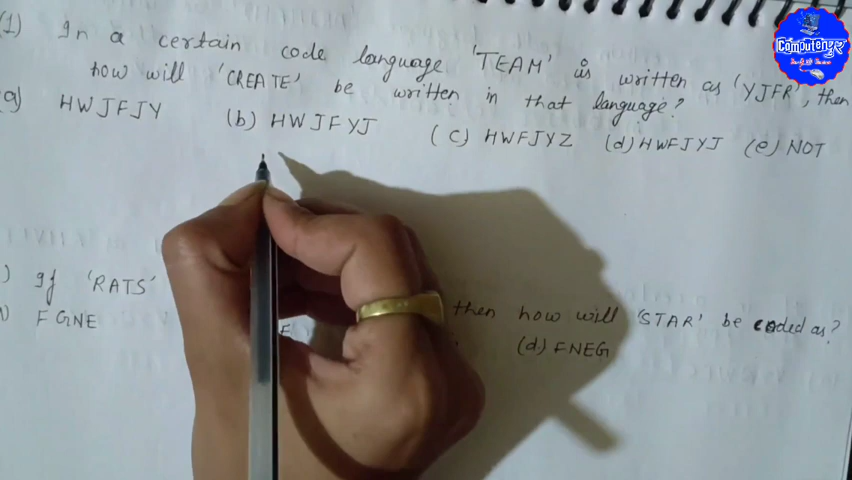 (1) In a certain code language 'TEAM' is written as 'YJFR', then
how will 'CREATE' be written in that language?
(a) HWJFJY (b) HWJFYJ (c) HWFJYZ (d) HWFJYJ (e) NOT
If 'RATS' then how will 'STAR' be coded as?
FGNE (d) FNEG